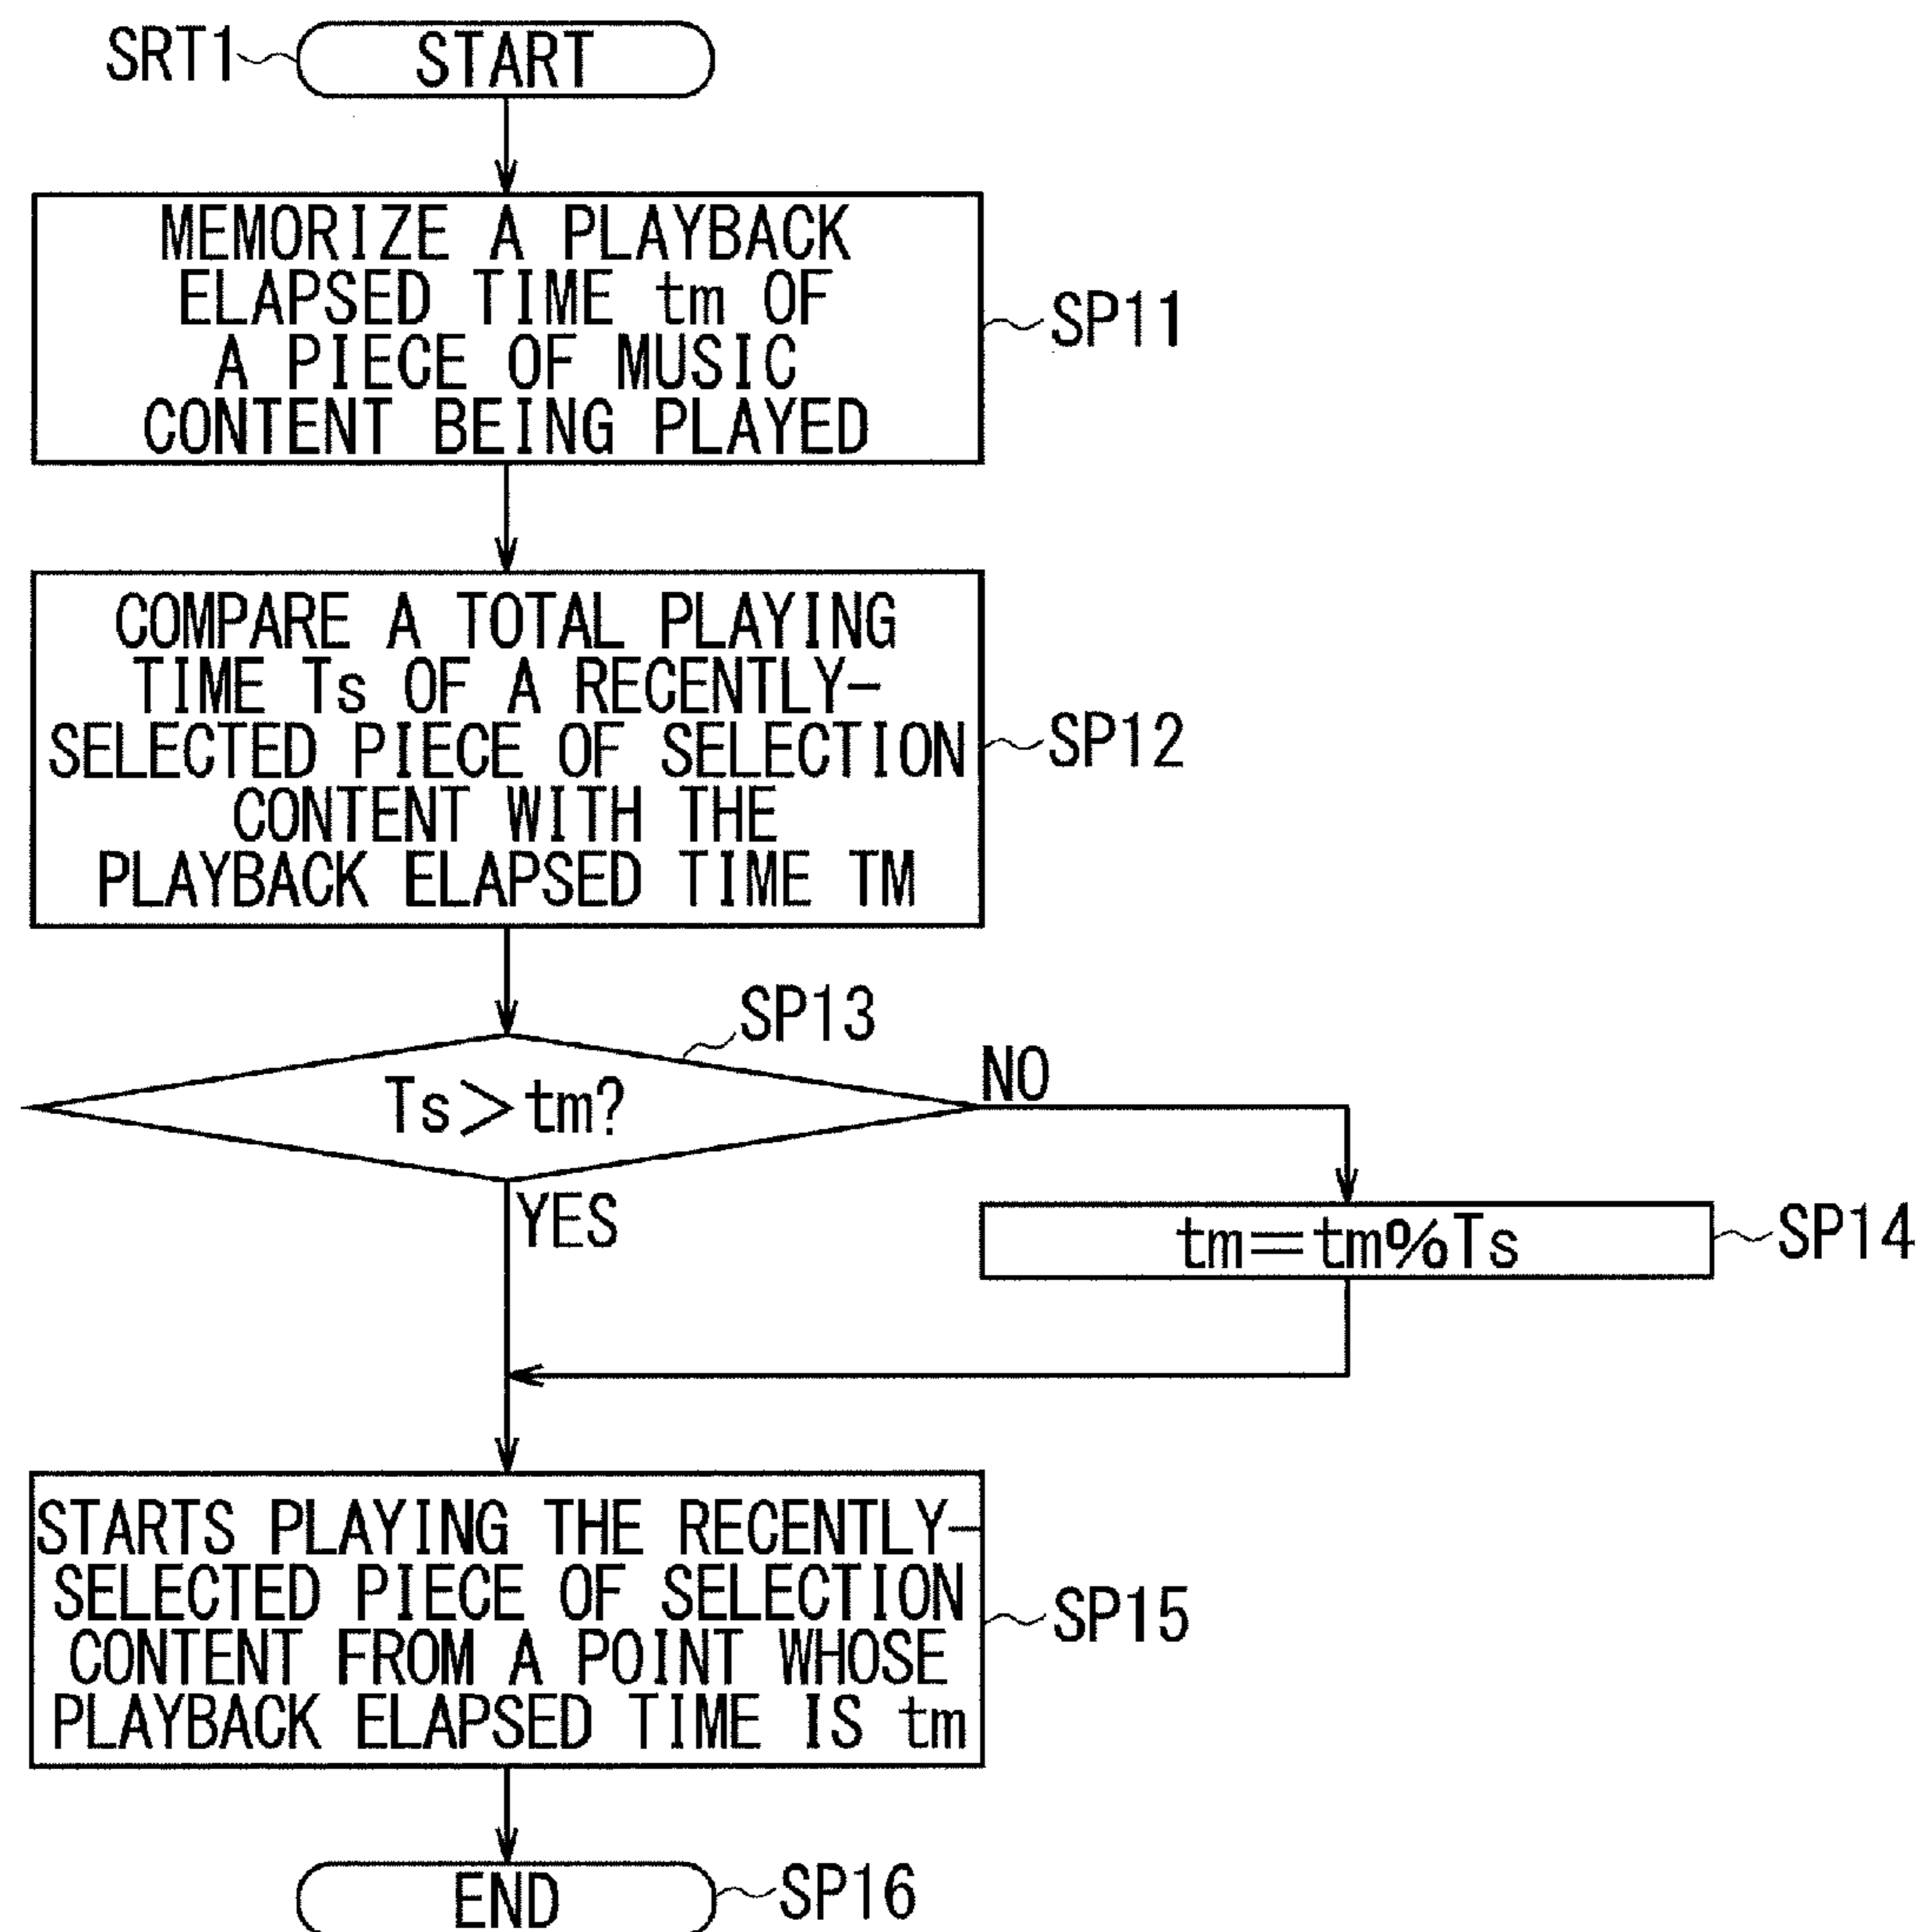 SRT1
START
MEMORIZE A PLAYBACK
ELAPSED TIME tm OF
A PIECE OF MUSIC
CONTENT BEING PLAYED
SP11
COMPARE A TOTAL PLAYING
TIME Ts OF A RECENTLY-
SELECTED PIECE OF SELECTION
CONTENT WITH THE
PLAYBACK ELAPSED TIME TM
SP12
SP13
Ts>tm?
NO
YES
tm=tm%Ts
SP14
STARTS PLAYING THE RECENTLY-
SELECTED PIECE OF SELECTION
CONTENT FROM A POINT WHOSE
PLAYBACK ELAPSED TIME IS tm
SP15
END
SP16